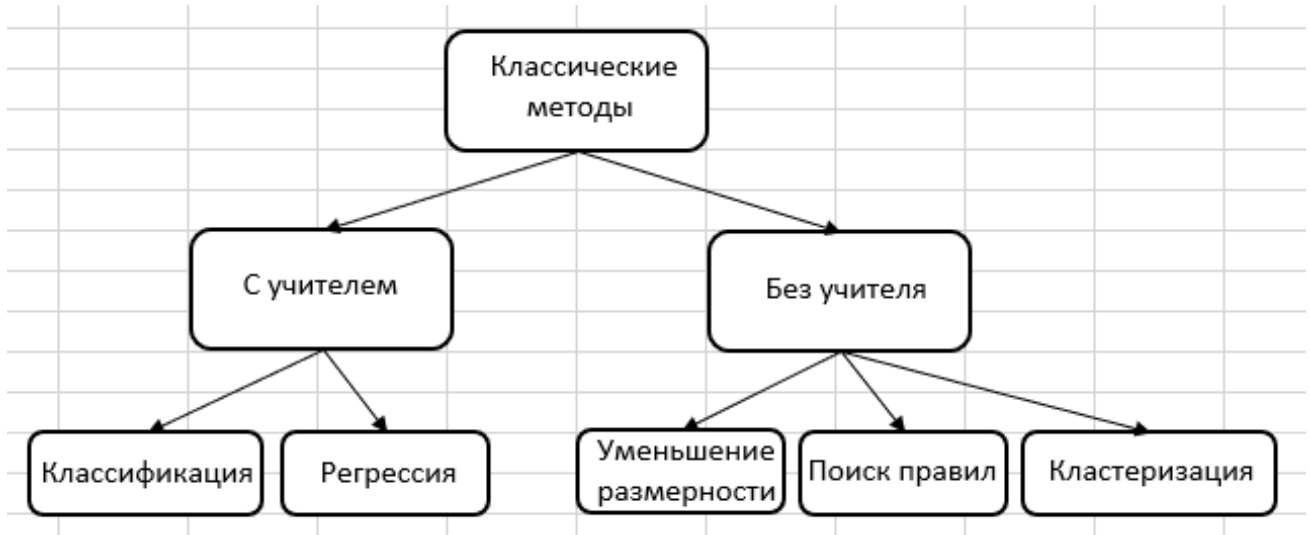 Классические
методы
С учителем
Без учителя
Классификация
Регрессия
Уменьшение
размерности
Поиск правил
Кластеризация